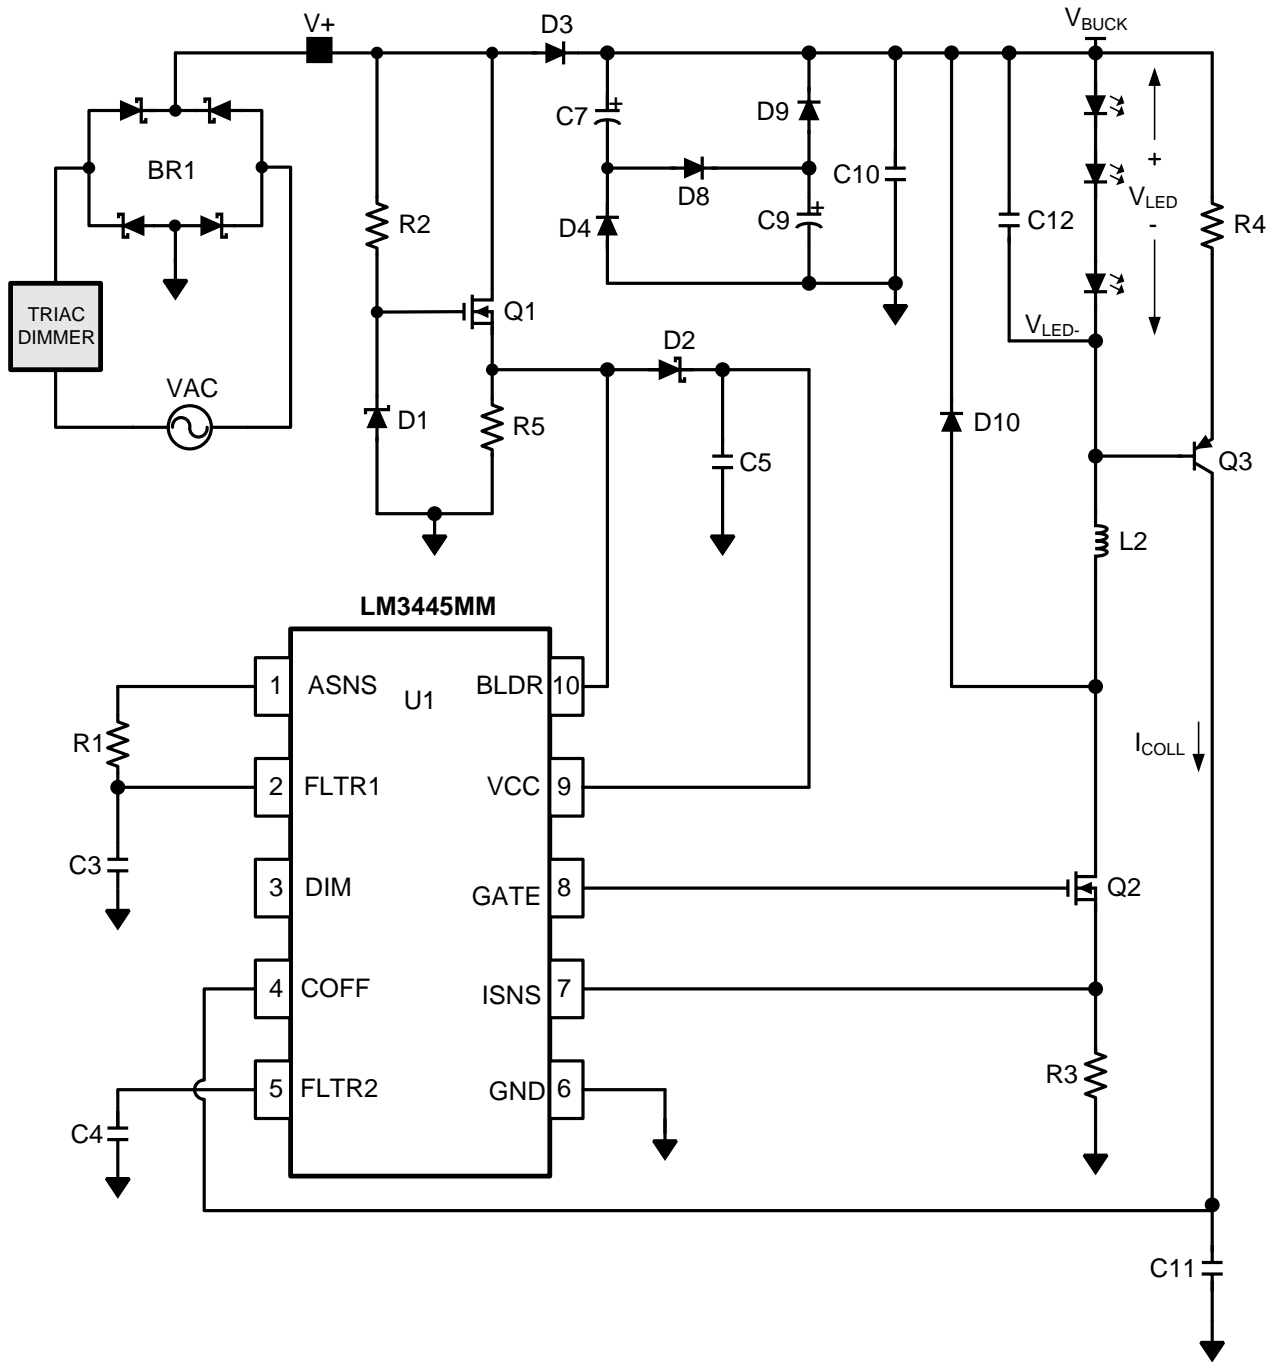 V+
D3
VBUCK
C7
+
D9
BR1
D8
C10
R2
D4
C9
+
C12
+
VLED
-
R4
TRIAC
DIMMER
Q1
VLED-
D2
VAC
D1
R5
D10
C5
Q3
L2
LM3445MM
1
ASNS
U1
BLDR
10
R1
ICOLL
2
FLTR1
VCC
9
C3
3
DIM
GATE
8
Q2
4
COFF
ISNS
7
R3
5
FLTR2
GND
6
C4
C11